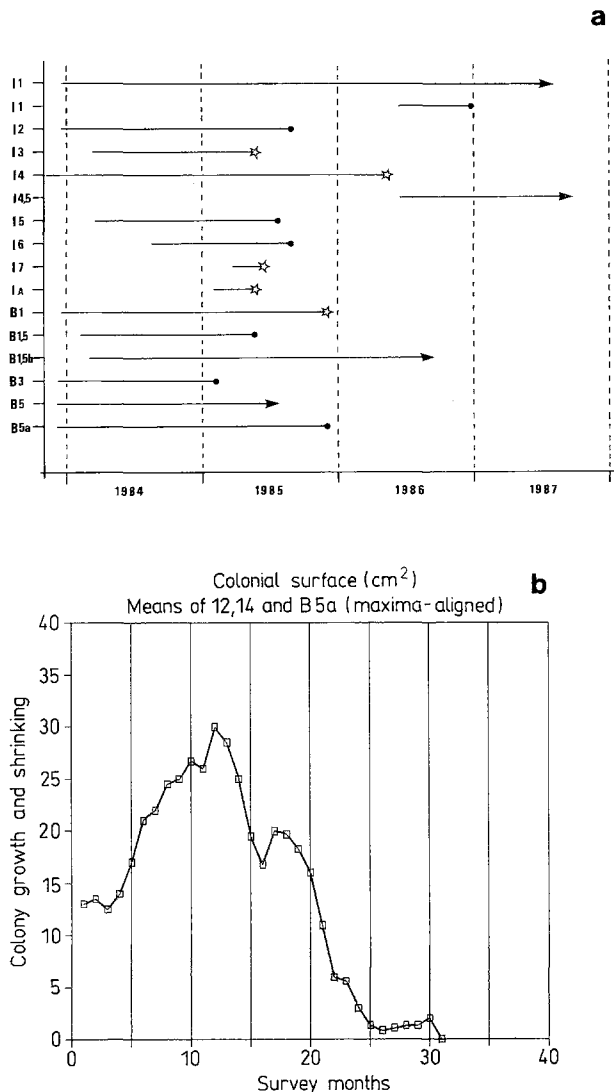 a
I1
I1
I2
I3
I4
I4,5
I5
I6
I7
IA
B1
B1,5
B1,5b
B3
B5
B5a
1984 1985 1986 1987
b
Colonial surface (cm²)
Means of 12,14 and B5a (maxima-aligned)
Colony growth and shrinking
40
35
30
25
20
15
10
5
0
0 10 20 30 40
Survey months